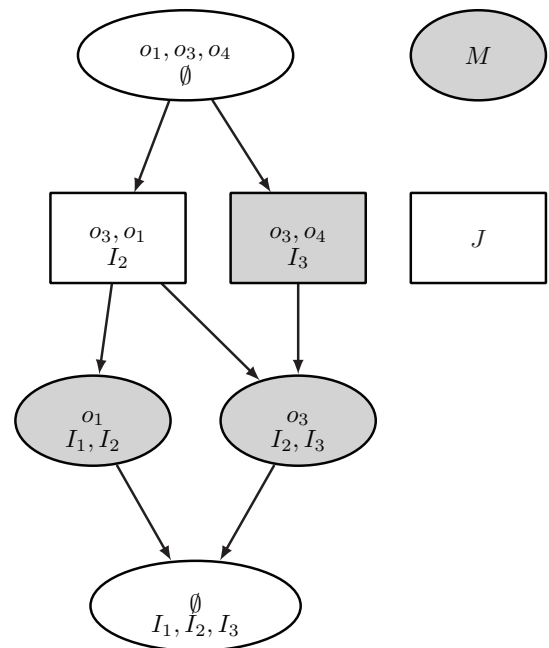 o₁, o₃, o₄
∅
M
o₃, o₁
I₂
o₃, o₄
I₃
J
o₁
I₁, I₂
o₃
I₂, I₃
∅
I₁, I₂, I₃